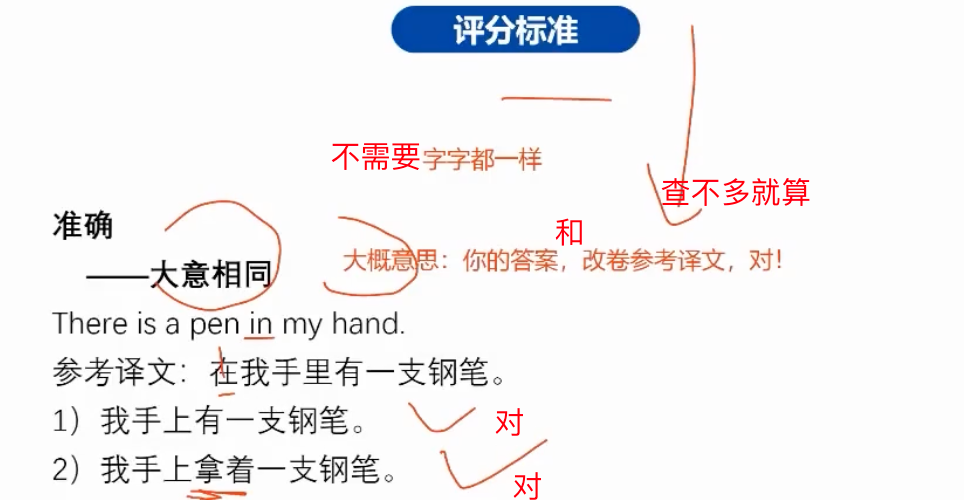 评分标准
不需要字字都一样
查不多就算
准确
和
——大意相同
大概意思：你的答案，改卷参考译文，对！
There is a pen in my hand.
参考译文：在我手里有一支钢笔。
1）我手上有一支钢笔。
对
2）我手上拿着一支钢笔。
对